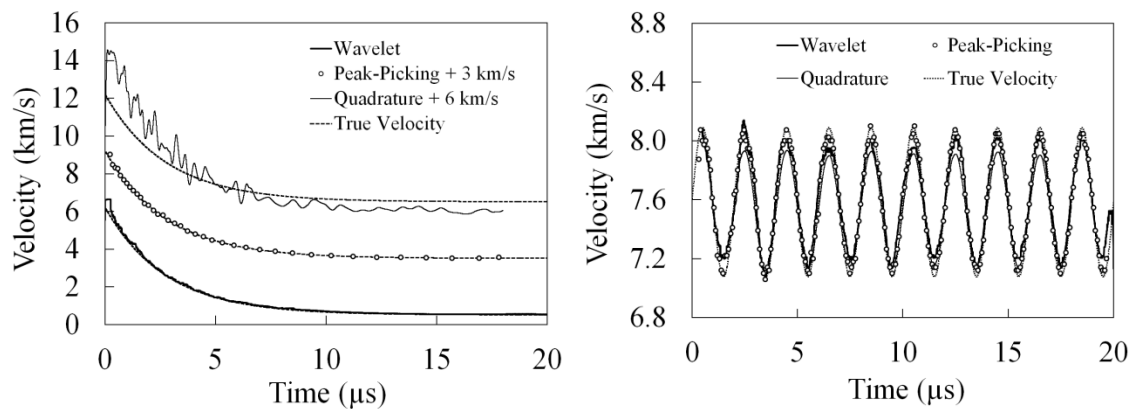 16
14
12
10
8
6
4
2
0
Velocity (km/s)
Wavelet
Peak-Picking + 3 km/s
Quadrature + 6 km/s
True Velocity
0 5 10 15 20
Time (µs)
8.8
8.4
8.0
7.6
7.2
6.8
Velocity (km/s)
Wavelet Peak-Picking
Quadrature True Velocity
0 5 10 15 20
Time (µs)